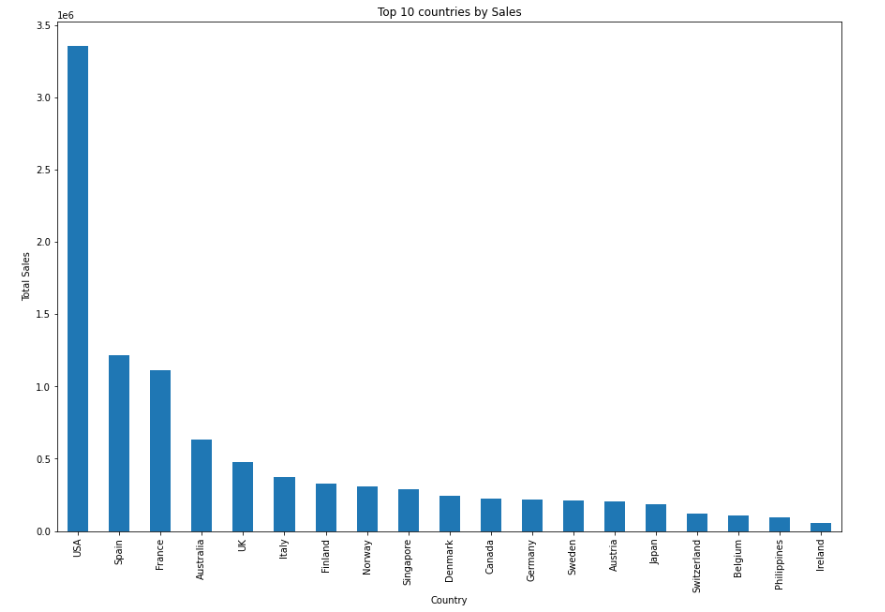 Top 10 countries by Sales
1e6
3.5
3.0
2.5
2.0
1.5
1.0
0.5
0.0
Total Sales
USA
Spain
France
Australia
UK
Italy
Finland
Norway
Singapore
Denmark
Canada
Germany
Sweden
Austria
Japan
Switzerland
Belgium
Philippines
Ireland
Country